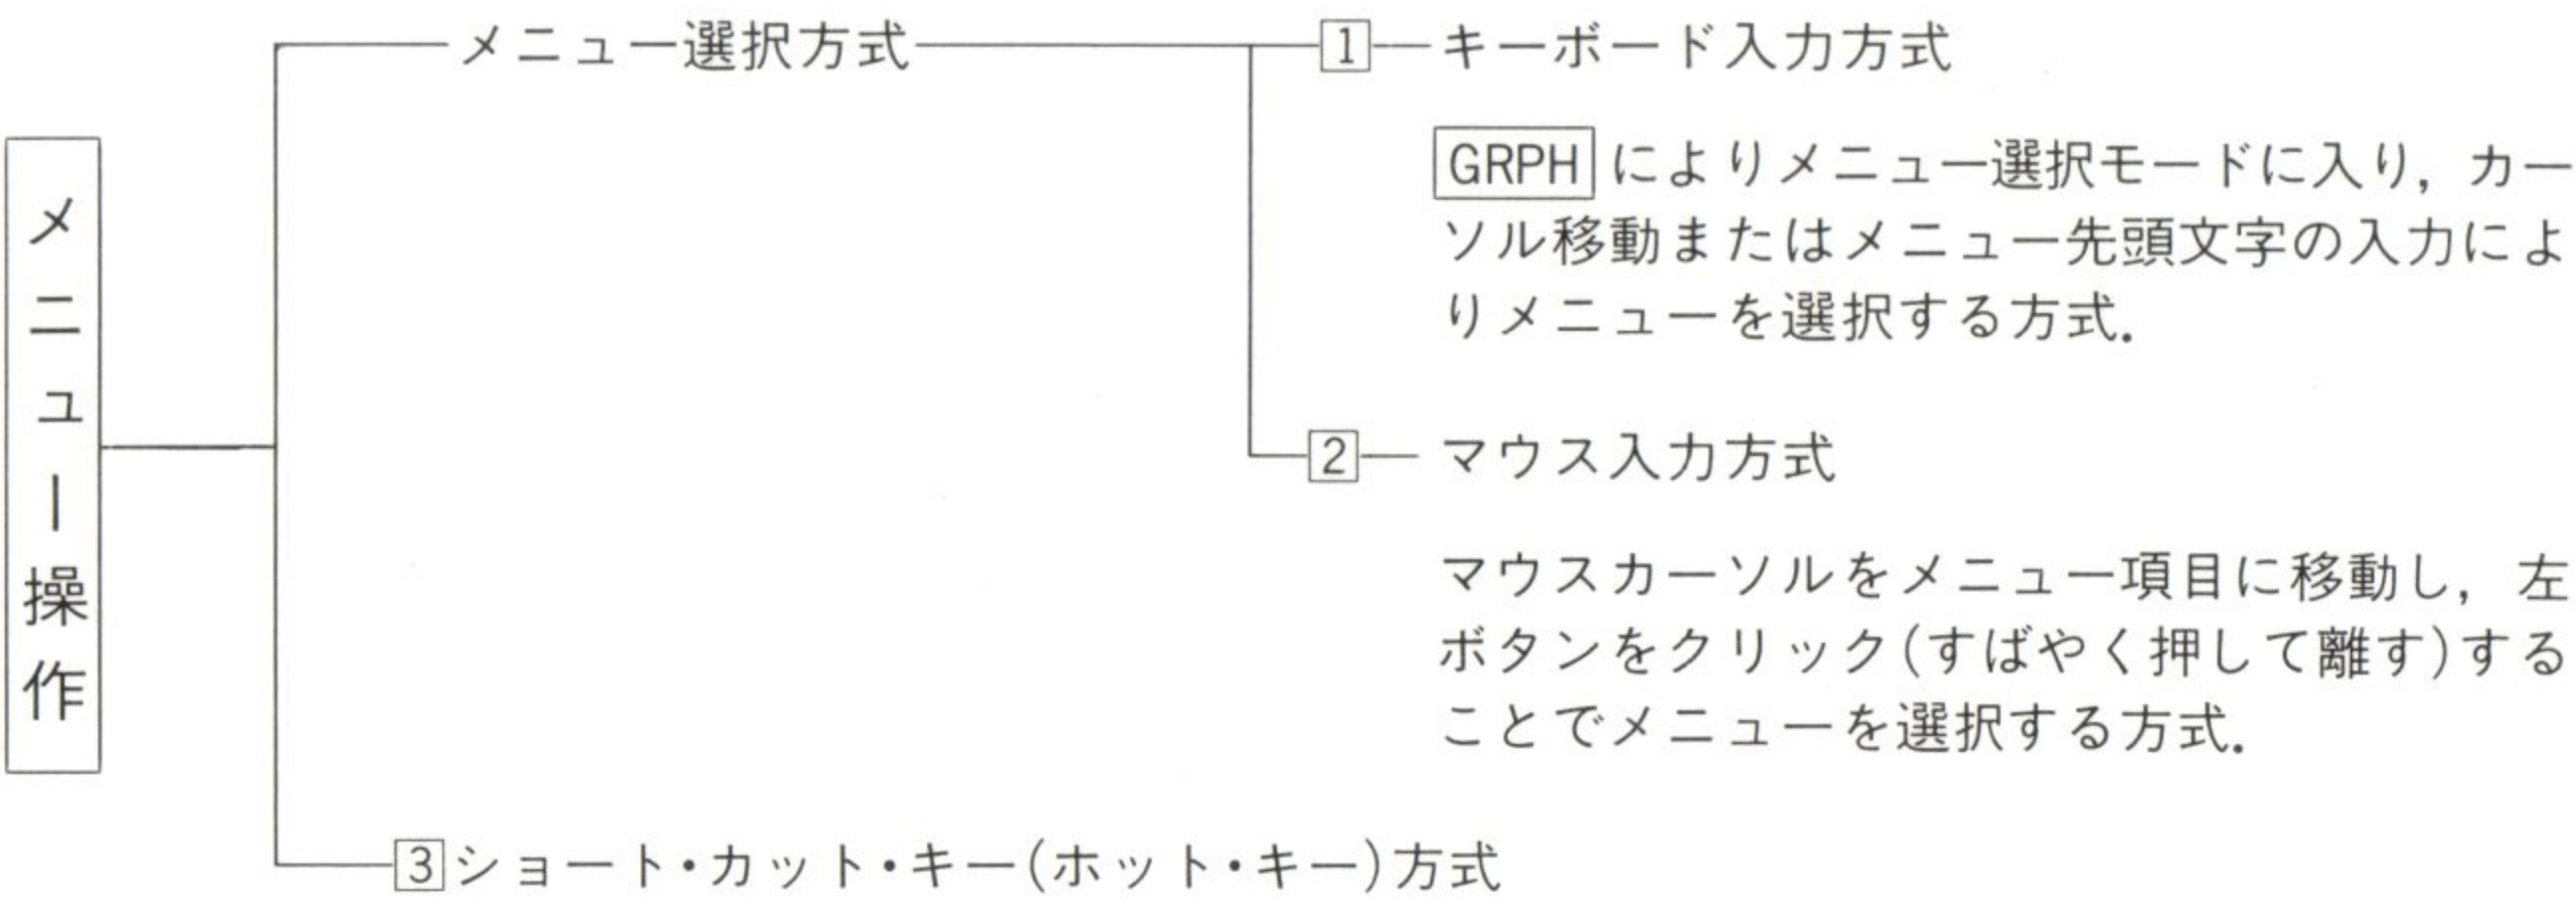 メニュー操作
メニュー選択方式
1 キーボード入力方式
GRPH によりメニュー選択モードに入り，カー
ソル移動またはメニュー先頭文字の入力によ
りメニューを選択する方式．
2 マウス入力方式
マウスカーソルをメニュー項目に移動し，左
ボタンをクリック(すばやく押して離す)する
ことでメニューを選択する方式．
3 ショート・カット・キー(ホット・キー)方式